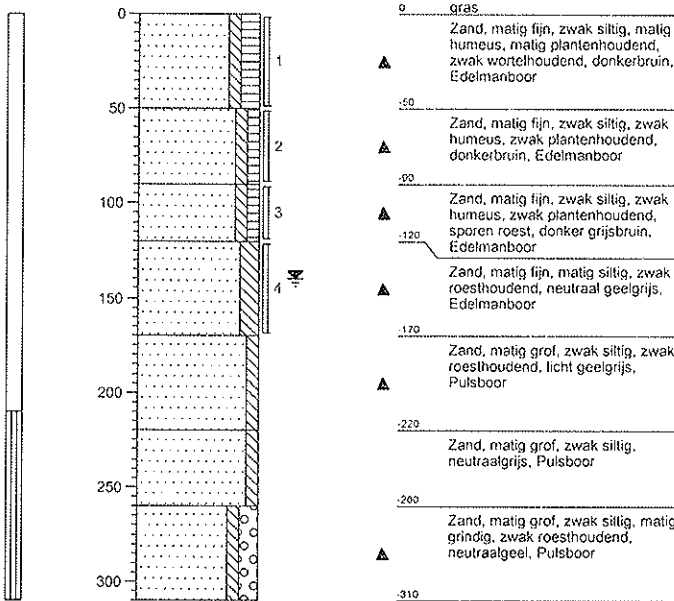 0
50
100
150
200
250
300
1
2
3
4
0 gras
Zand, matig fijn, zwak siltig, matig
humeus, matig plantenhoudend,
zwak wortelhoudend, donkerbruin,
Edelmanboor
-50
Zand, matig fijn, zwak siltig, zwak
humeus, zwak plantenhoudend,
donkerbruin, Edelmanboor
-90
Zand, matig fijn, zwak siltig, zwak
humeus, zwak plantenhoudend,
sporen roest, donker grijsbruin,
Edelmanboor
-120
Zand, matig fijn, matig siltig, zwak
roesthoudend, neutraal geelgrijs,
Edelmanboor
-170
Zand, matig grof, zwak siltig, zwak
roesthoudend, licht geelgrijs,
Pulsboor
-220
Zand, matig grof, zwak siltig,
neutraalgrijs, Pulsboor
-260
Zand, matig grof, zwak siltig, matig
grindig, zwak roesthoudend,
neutraalgeel, Pulsboor
-310